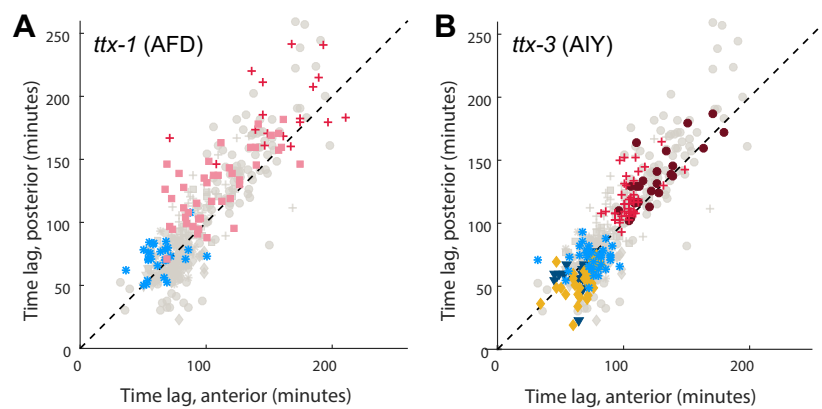 A
ttx-1 (AFD)
250
200
150
100
50
0
0
100
200
Time lag, posterior (minutes)
Time lag, anterior (minutes)
B
ttx-3 (AIY)
250
200
150
100
50
0
0
100
200
Time lag, posterior (minutes)
Time lag, anterior (minutes)